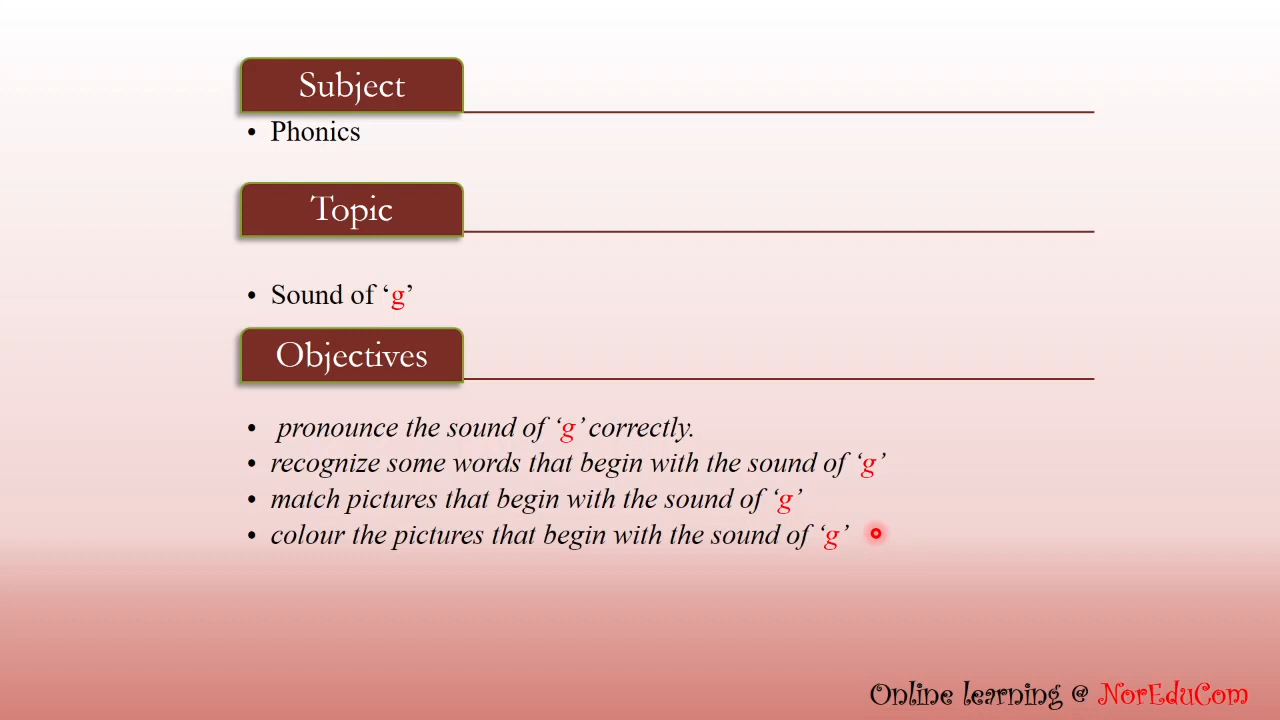 Subject
• Phonics
Topic
• Sound of ‘g’
Objectives
• pronounce the sound of ‘g’ correctly.
• recognize some words that begin with the sound of ‘g’
• match pictures that begin with the sound of ‘g’
• colour the pictures that begin with the sound of ‘g’
Online learning @ NorEduCom